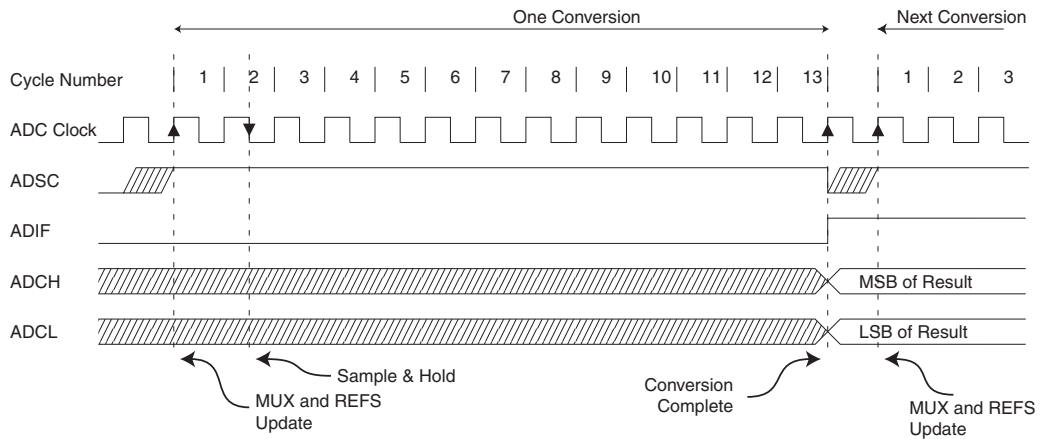 One Conversion
Next Conversion
Cycle Number 1 2 3 4 5 6 7 8 9 10 11 12 13 1 2 3
ADC Clock
ADSC
ADIF
ADCH
MSB of Result
ADCL
LSB of Result
Sample & Hold
MUX and REFS
Update
Conversion
Complete
MUX and REFS
Update